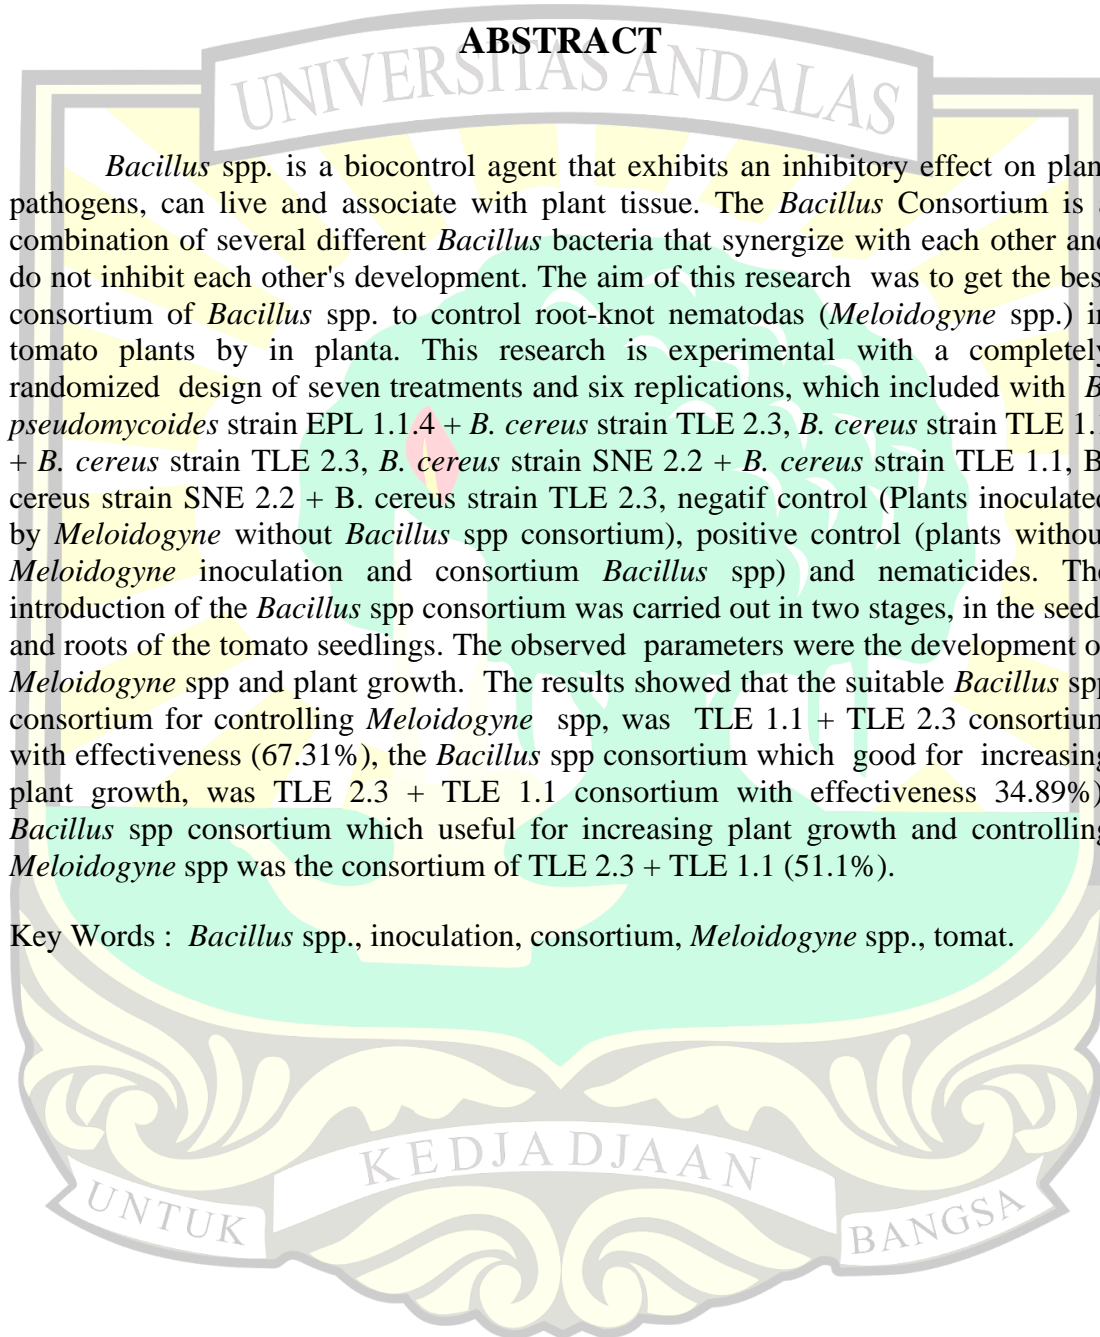 ABSTRACT
UNIVERSITAS ANDALAS
Bacillus spp. is a biocontrol agent that exhibits an inhibitory effect on plan
pathogens, can live and associate with plant tissue. The Bacillus Consortium is a
combination of several different Bacillus bacteria that synergize with each other and
do not inhibit each other's development. The aim of this research was to get the bes
consortium of Bacillus spp. to control root-knot nematodas (Meloidogyne spp.) in
tomato plants by in planta. This research is experimental with a completely
randomized design of seven treatments and six replications, which included with B
pseudomycoides strain EPL 1.1.4 + B. cereus strain TLE 2.3, B. cereus strain TLE 1.1
+ B. cereus strain TLE 2.3, B. cereus strain SNE 2.2 + B. cereus strain TLE 1.1, B
cereus strain SNE 2.2 + B. cereus strain TLE 2.3, negatif control (Plants inoculated
by Meloidogyne without Bacillus spp consortium), positive control (plants withou
Meloidogyne inoculation and consortium Bacillus spp) and nematicides. The
introduction of the Bacillus spp consortium was carried out in two stages, in the seed
and roots of the tomato seedlings. The observed parameters were the development o
Meloidogyne spp and plant growth. The results showed that the suitable Bacillus spp
consortium for controlling Meloidogyne spp, was TLE 1.1 + TLE 2.3 consortium
with effectiveness (67.31%), the Bacillus spp consortium which good for increasing
plant growth, was TLE 2.3 + TLE 1.1 consortium with effectiveness 34.89%)
Bacillus spp consortium which useful for increasing plant growth and controlling
Meloidogyne spp was the consortium of TLE 2.3 + TLE 1.1 (51.1%).
Key Words : Bacillus spp., inoculation, consortium, Meloidogyne spp., tomat.
UNTUK KEDJADJAAN BANGSA